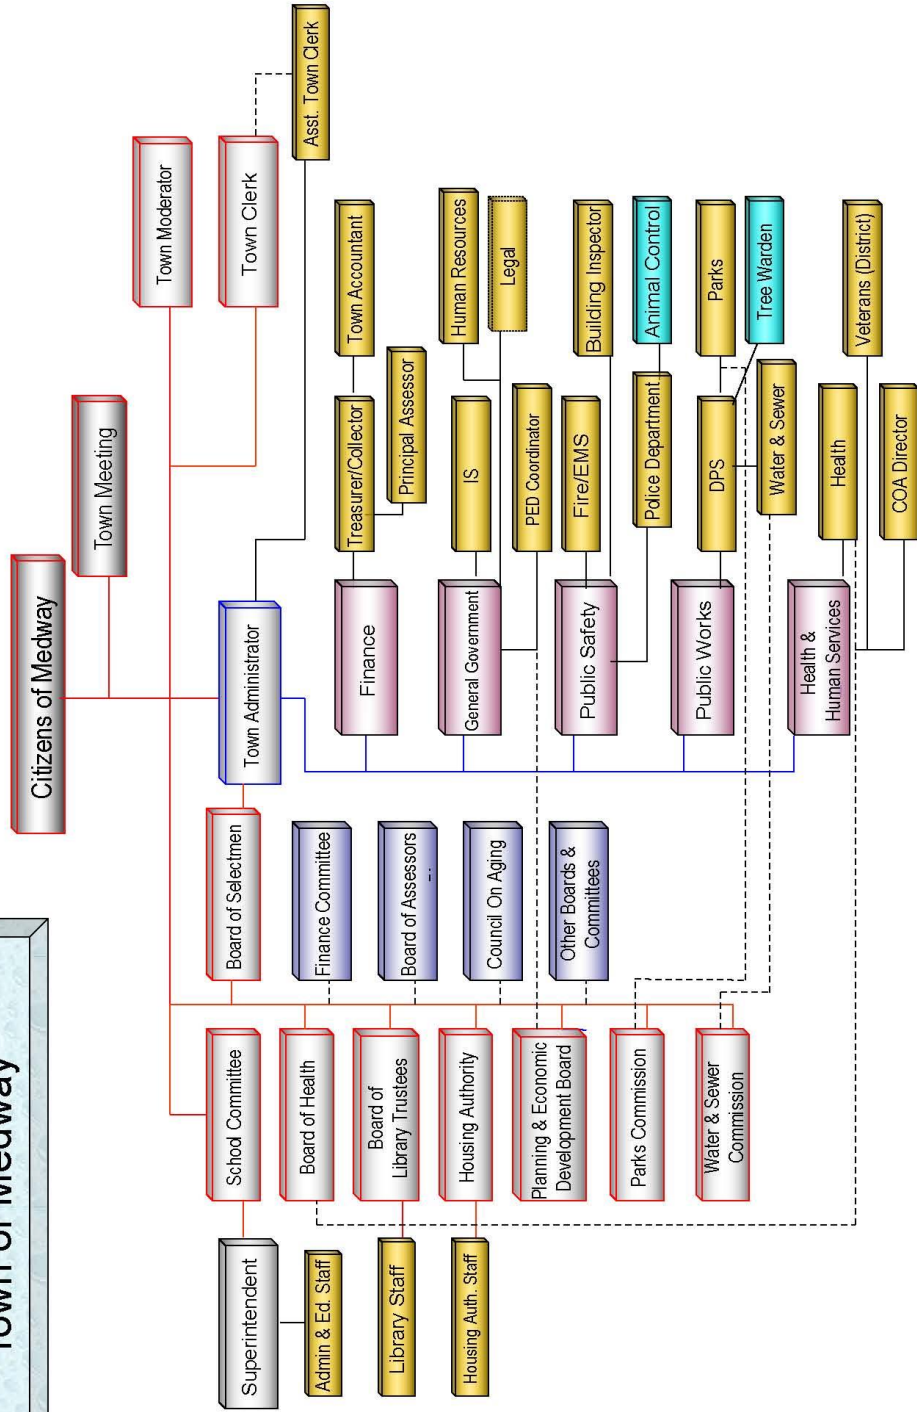 Town of Medway
Citizens of Medway
Town Meeting
Town Moderator
Town Clerk
Asst. Town Clerk
Town Administrator
Board of Selectmen
School Committee
Superintendent
Admin & Ed. Staff
Board of Health
Board of
Library Trustees
Library Staff
Housing Authority
Housing Auth. Staff
Planning & Economic
Development Board
Parks Commission
Water & Sewer
Commission
Finance Committee
Board of Assessors
Council On Aging
Other Boards &
Committees
Finance
Treasurer/Collector
Town Accountant
Principal Assessor
General Government
IS
Human Resources
Legal
PED Coordinator
Public Safety
Fire/EMS
Building Inspector
Police Department
Animal Control
Public Works
DPS
Parks
Tree Warden
Water & Sewer
Health &
Human Services
Health
Veterans (District)
COA Director